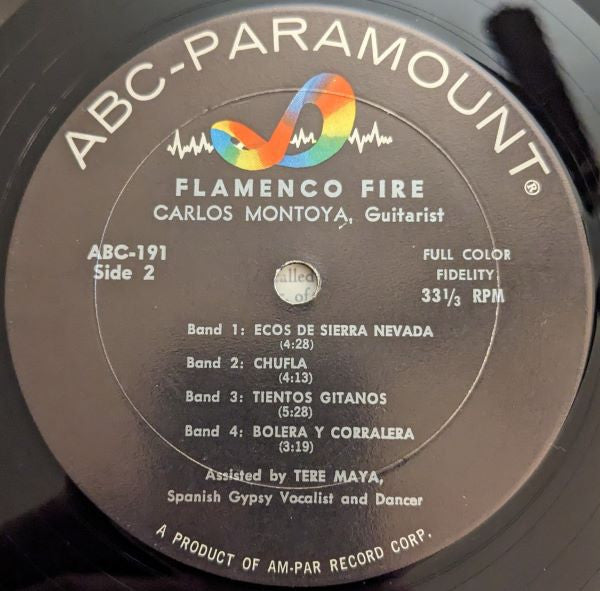 ABC-PARAMOUNT®
FLAMENCO FIRE
CARLOS MONTOYA, Guitarist
ABC-191
Side 2
FULL COLOR
FIDELITY
33⅓ RPM
Band 1: ECOS DE SIERRA NEVADA
(4:28)
Band 2: CHUFLA
(4:13)
Band 3: TIENTOS GITANOS
(5:28)
Band 4: BOLERA Y CORRALERA
(3:19)
Assisted by TERE MAYA,
Spanish Gypsy Vocalist and Dancer
A PRODUCT OF AM-PAR RECORD CORP.